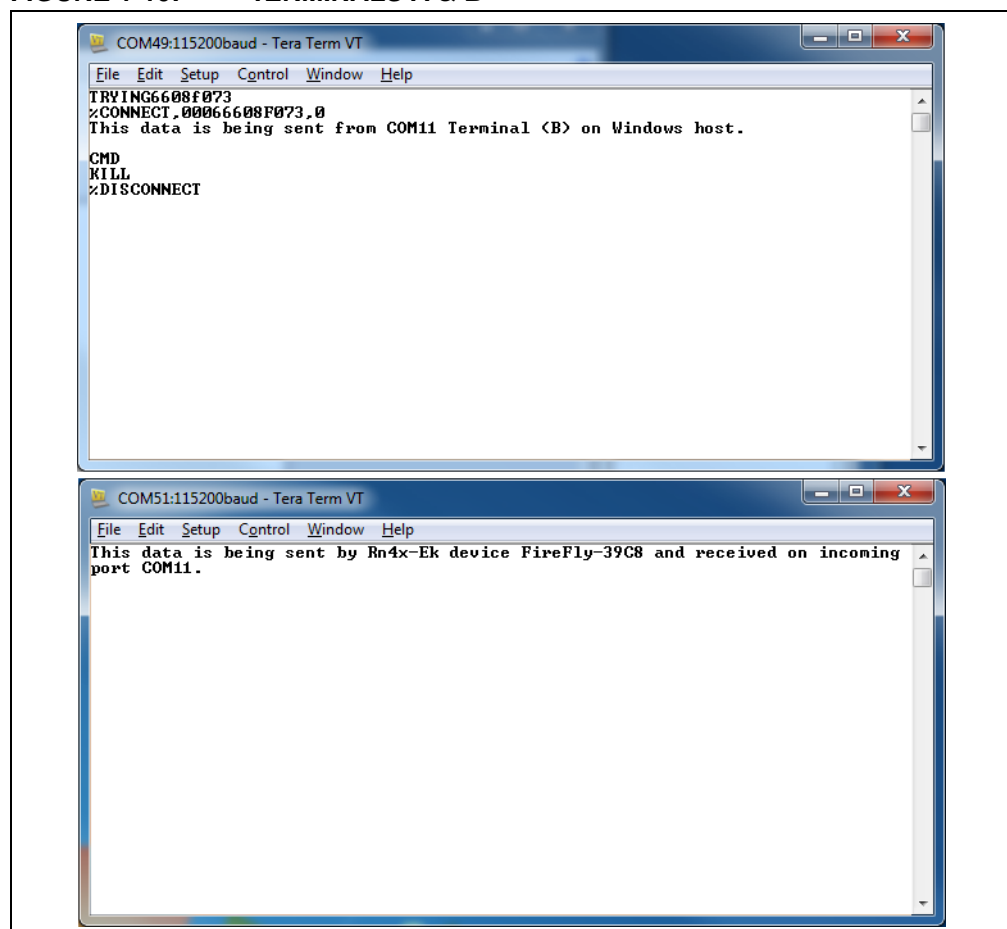 COM49:115200baud - Tera Term VT
File Edit Setup Control Window Help
TRYING6608f073
%CONNECT,00066608F073,0
This data is being sent from COM11 Terminal (B) on Windows host.
CMD
KILL
%DISCONNECT
COM51:115200baud - Tera Term VT
File Edit Setup Control Window Help
This data is being sent by Rn4x-Ek device FireFly-39C8 and received on incoming
port COM11.